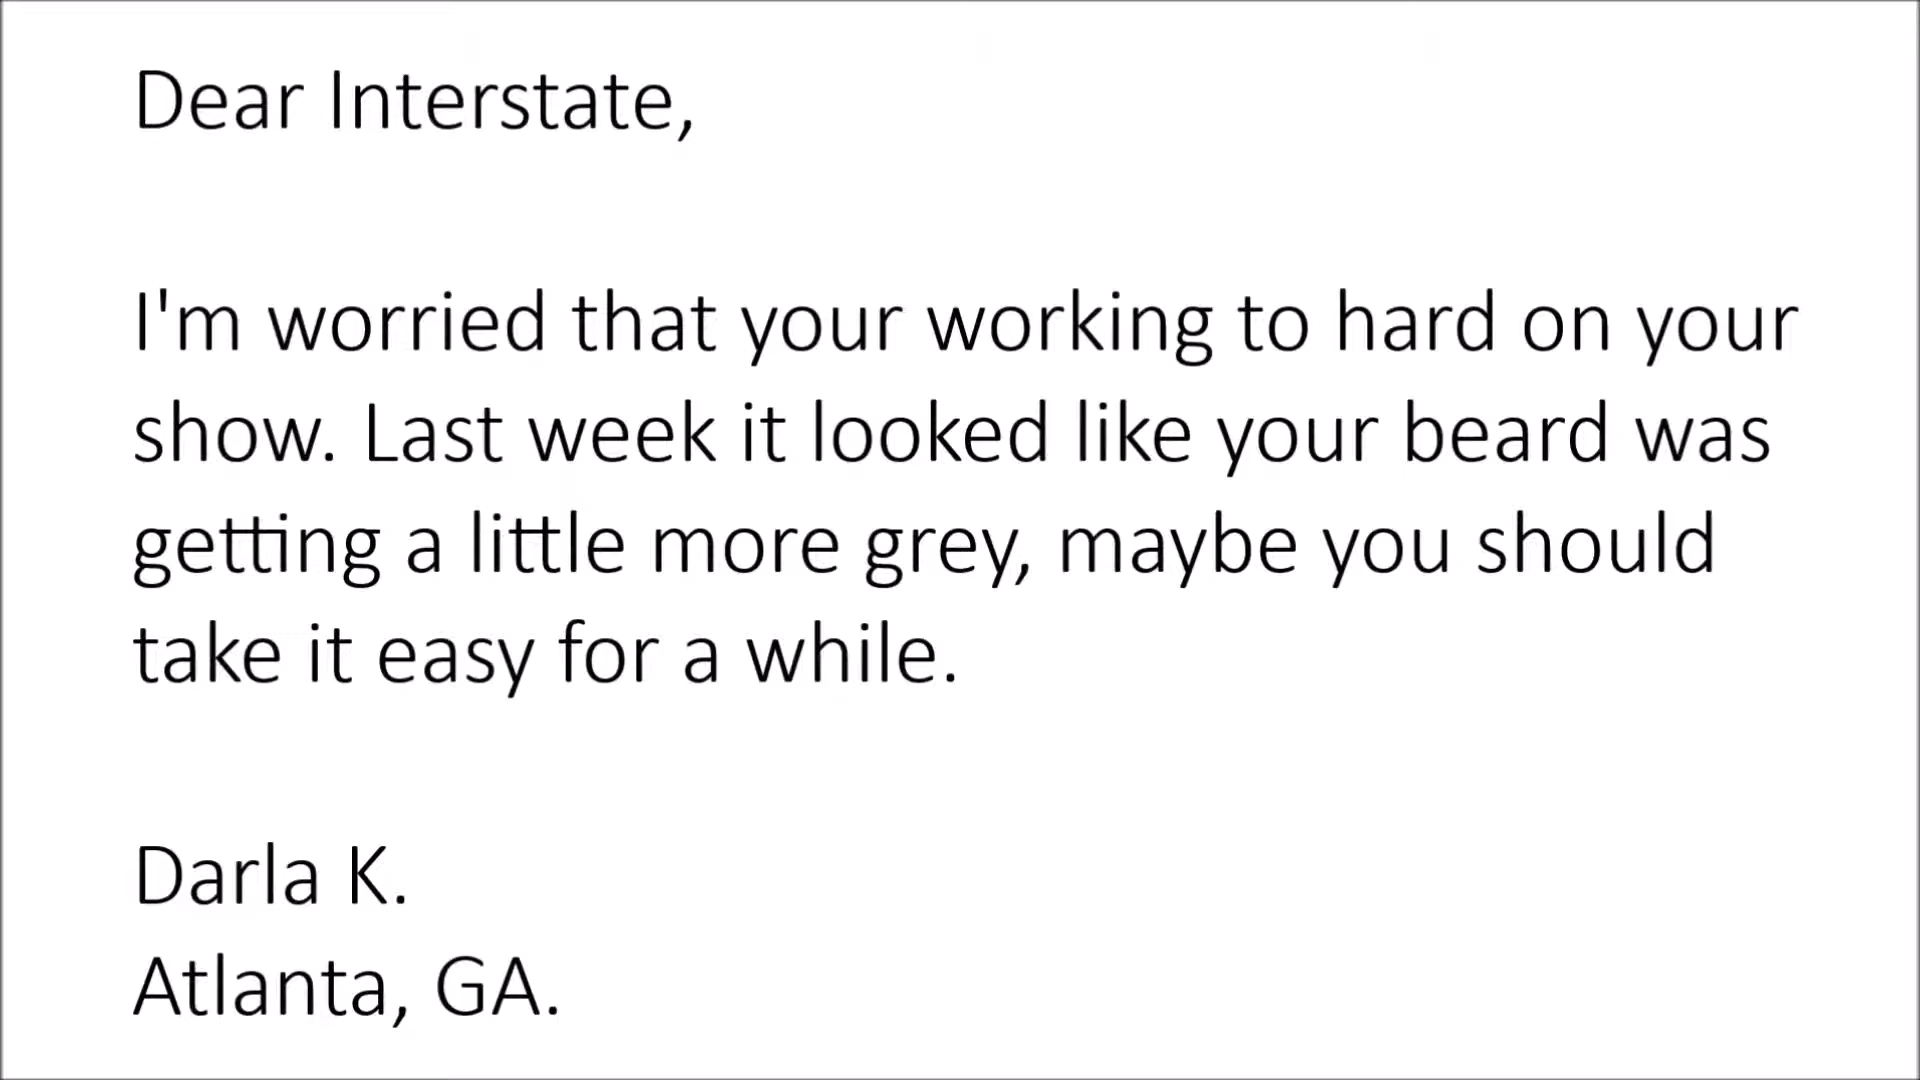 Dear Interstate,
I'm worried that your working to hard on your
show. Last week it looked like your beard was
getting a little more grey, maybe you should
take it easy for a while.
Darla K.
Atlanta, GA.